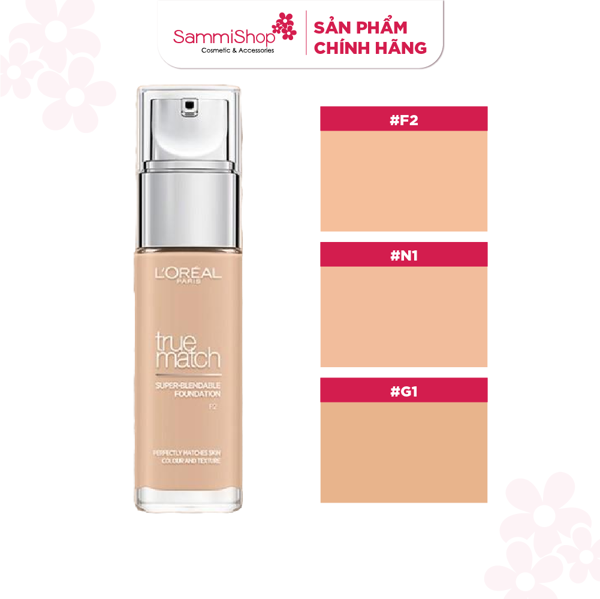 SammiShop
Cosmetic & Accessories
SẢN PHẨM
CHÍNH HÃNG
L'ORÉAL
PARIS
true
match
SUPER-BLENDABLE
FOUNDATION
F2
PERFECTLY MATCHES SKIN
COLOUR AND TEXTURE
#F2
#N1
#G1